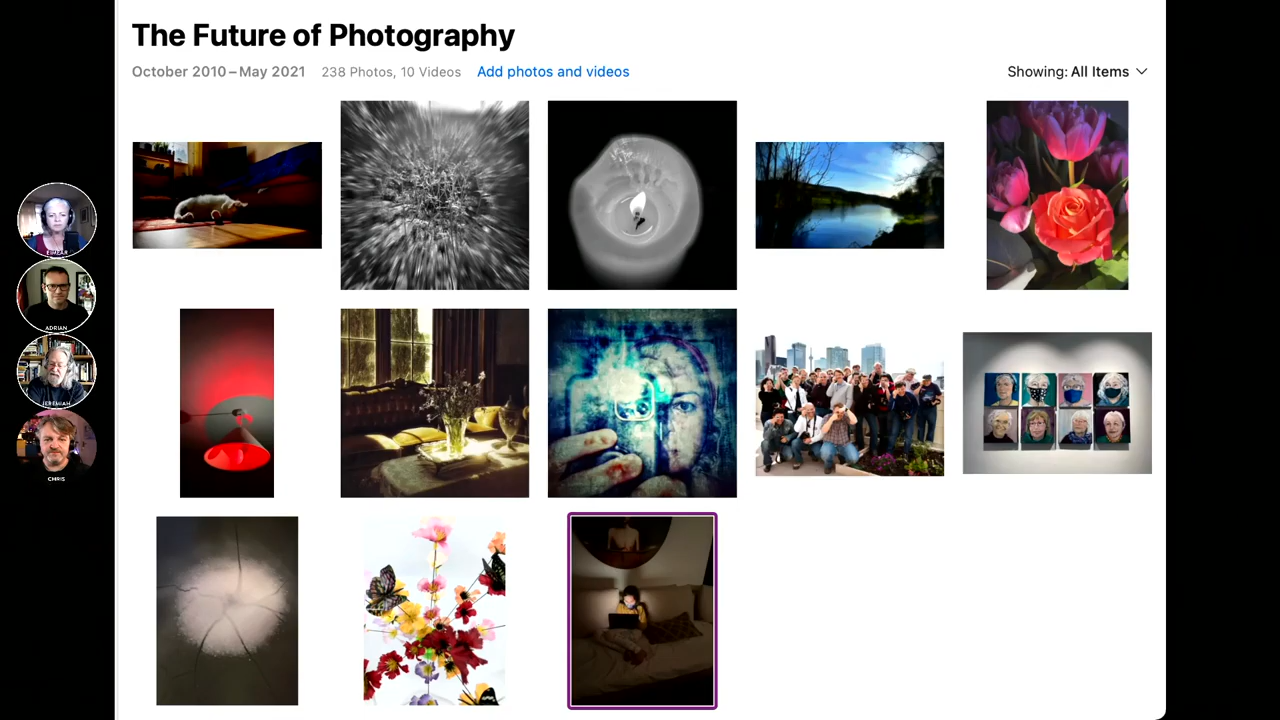 The Future of Photography
October 2010 – May 2021 238 Photos, 10 Videos Add photos and videos Showing: All Items
EIMEAR
ADRIAN
JEREMIAH
CHRIS